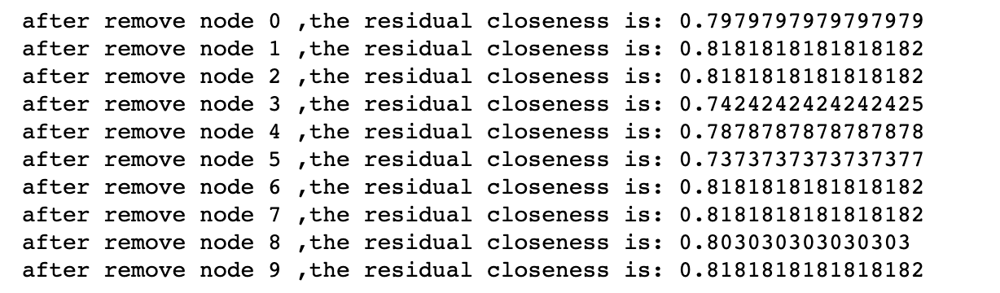 after remove node 0 ,the residual closeness is: 0.7979797979797979
after remove node 1 ,the residual closeness is: 0.8181818181818182
after remove node 2 ,the residual closeness is: 0.8181818181818182
after remove node 3 ,the residual closeness is: 0.7424242424242425
after remove node 4 ,the residual closeness is: 0.7878787878787878
after remove node 5 ,the residual closeness is: 0.7373737373737377
after remove node 6 ,the residual closeness is: 0.8181818181818182
after remove node 7 ,the residual closeness is: 0.8181818181818182
after remove node 8 ,the residual closeness is: 0.803030303030303
after remove node 9 ,the residual closeness is: 0.8181818181818182